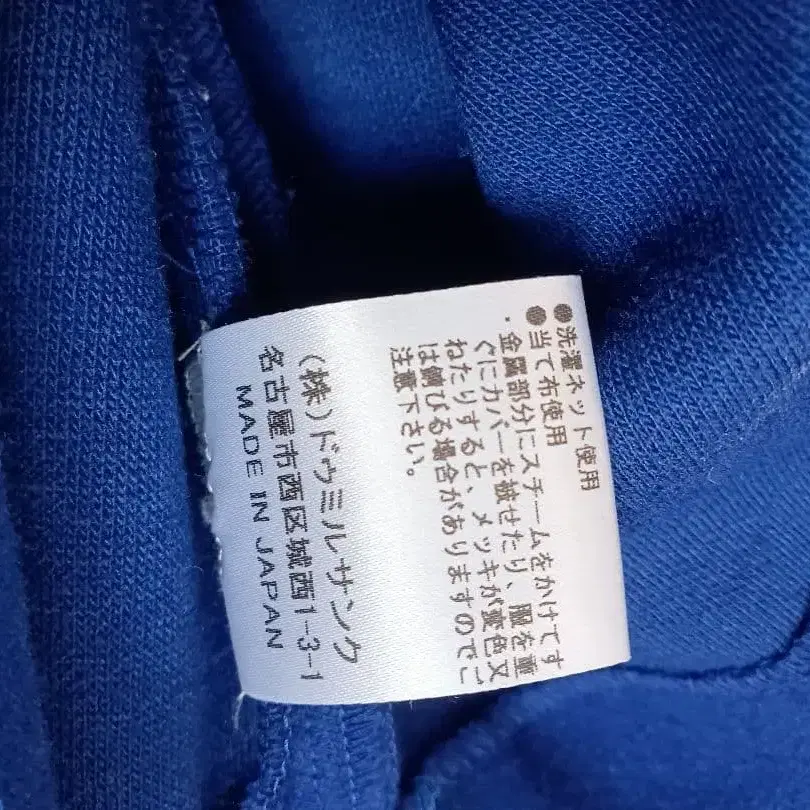 ●洗濯ネット使用
●当て布使用
・金属部分にスチームをかけてす
ぐにカバーを被せたり、服を重
ねたりすると、メッキが変色又
は錆びる場合がありますのでご
注意下さい。
(株)ドゥミルサンク
名古屋市西区城西1-3-1
MADE IN JAPAN